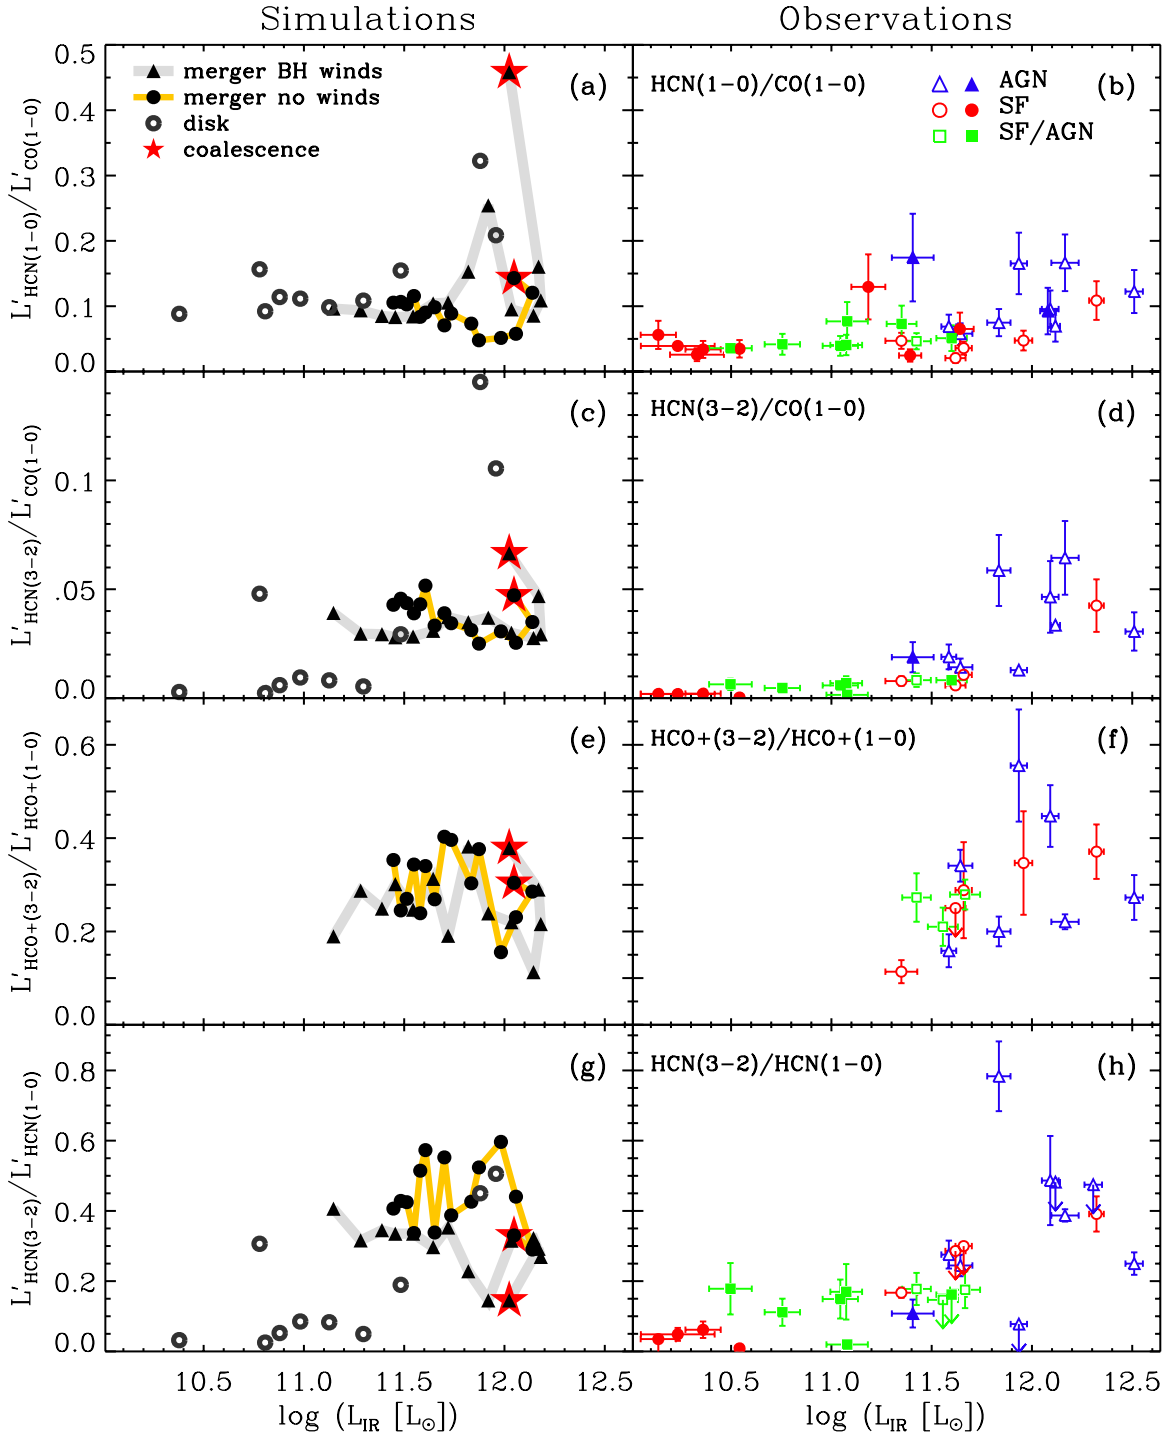 Simulations
Observations
merger BH winds
merger no winds
disk
coalescence
(a)
0.5
0.4
0.3
0.2
0.1
0.0
L'HCN(1−0)/L'CO(1−0)
HCN(1−0)/CO(1−0)
(b)
AGN
SF
SF/AGN
(c)
0.1
.05
0.0
L'HCN(3−2)/L'CO(1−0)
HCN(3−2)/CO(1−0)
(d)
(e)
0.6
0.4
0.2
0.0
L'HCO+(3−2)/L'HCO+(1−0)
HCO+(3−2)/HCO+(1−0)
(f)
(g)
0.8
0.6
0.4
0.2
0.0
L'HCN(3−2)/L'HCN(1−0)
HCN(3−2)/HCN(1−0)
(h)
10.5 11.0 11.5 12.0 12.5
10.5 11.0 11.5 12.0 12.5
log (LIR [L⊙])
log (LIR [L⊙])